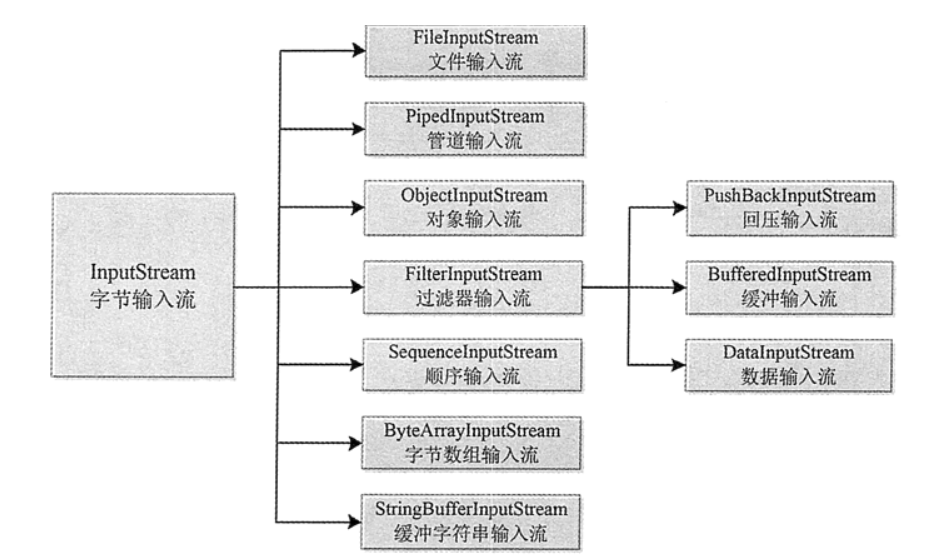 InputStream
字节输入流
FileInputStream
文件输入流
PipedInputStream
管道输入流
ObjectInputStream
对象输入流
FilterInputStream
过滤器输入流
SequenceInputStream
顺序输入流
ByteArrayInputStream
字节数组输入流
StringBufferInputStream
缓冲字符串输入流
PushBackInputStream
回压输入流
BufferedInputStream
缓冲输入流
DataInputStream
数据输入流